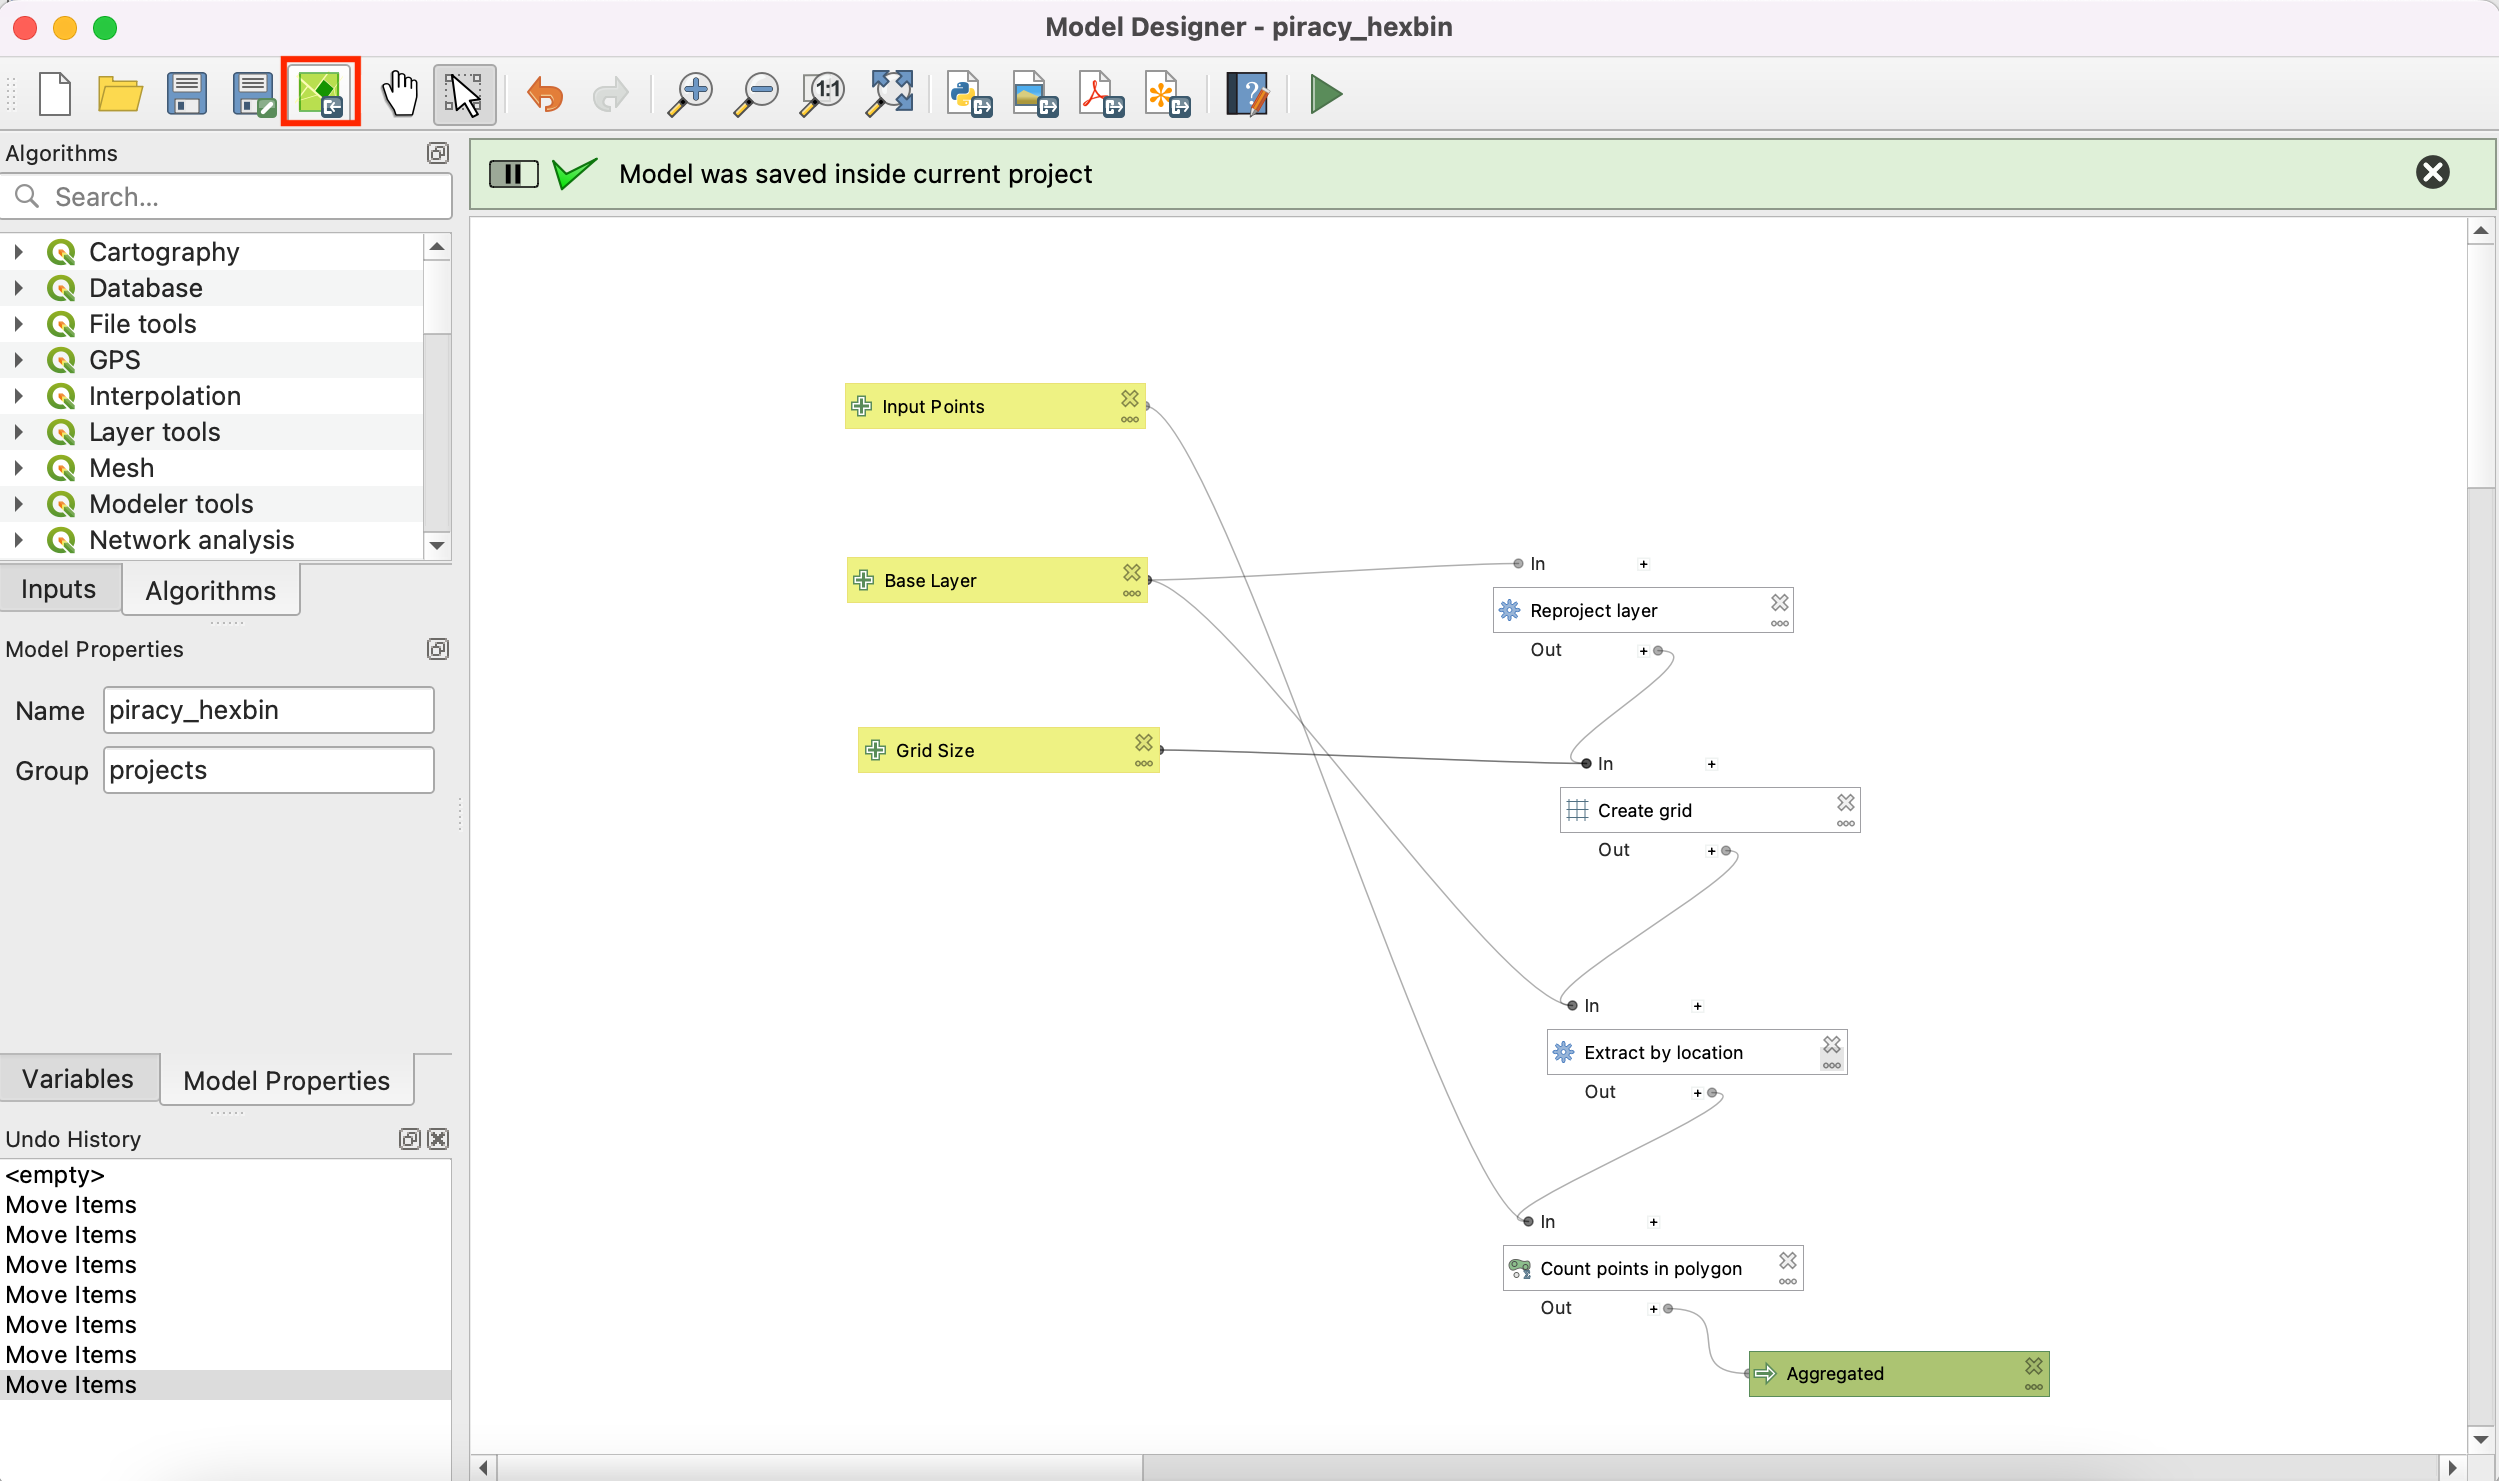 Model Designer - piracy_hexbin
1:1
?
Algorithms
Model was saved inside current project
Search...
Cartography
Database
File tools
GPS
Interpolation
Layer tools
Mesh
Modeler tools
Network analysis
Inputs
Algorithms
Model Properties
Name
piracy_hexbin
Group
projects
Variables
Model Properties
Undo History
<empty>
Move Items
Move Items
Move Items
Move Items
Move Items
Move Items
Move Items
Input Points
Base Layer
Grid Size
In +
Reproject layer
Out +
In +
Create grid
Out +
In +
Extract by location
Out +
In +
Count points in polygon
Out +
Aggregated